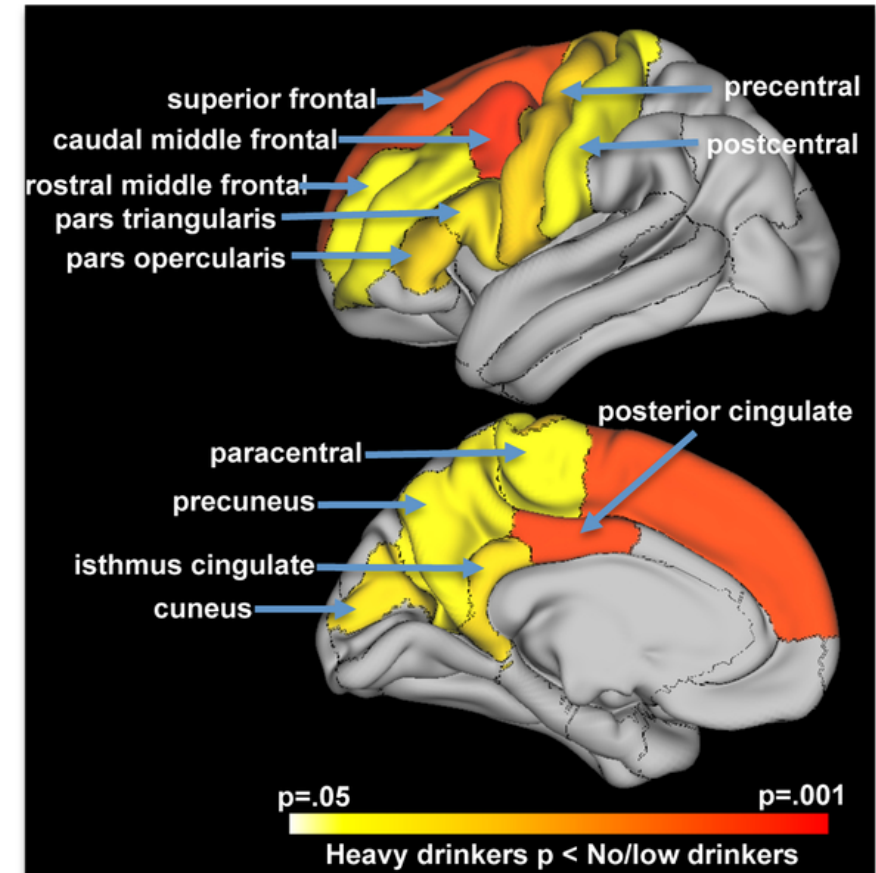 superior frontal
precentral
caudal middle frontal
postcentral
rostral middle frontal
pars triangularis
pars opercularis
posterior cingulate
paracentral
precuneus
isthmus cingulate
cuneus
p=.05
p=.001
Heavy drinkers p < No/low drinkers